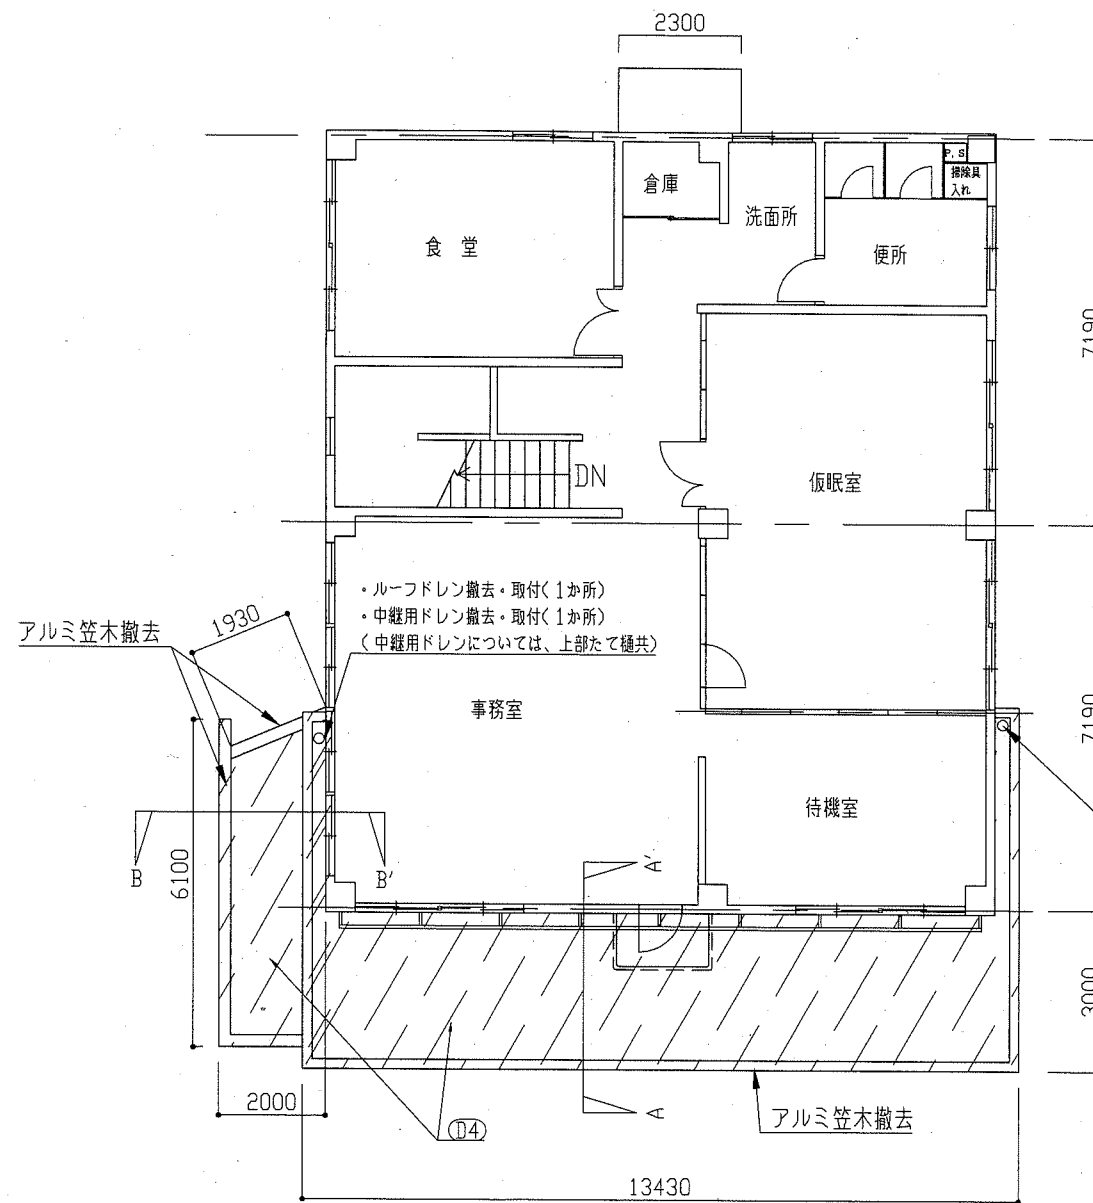 2300
P.S
掃除具
入れ
倉庫
洗面所
食 堂
便所
7190
DN
仮眠室
・ルーフドレン撤去・取付(1か所)
・中継用ドレン撤去・取付(1か所)
(中継用ドレンについては、上部たて樋共)
1930
アルミ笠木撤去
事務室
7190
待機室
B
B'
6100
A'
3000
2000
D4
A
アルミ笠木撤去
13430